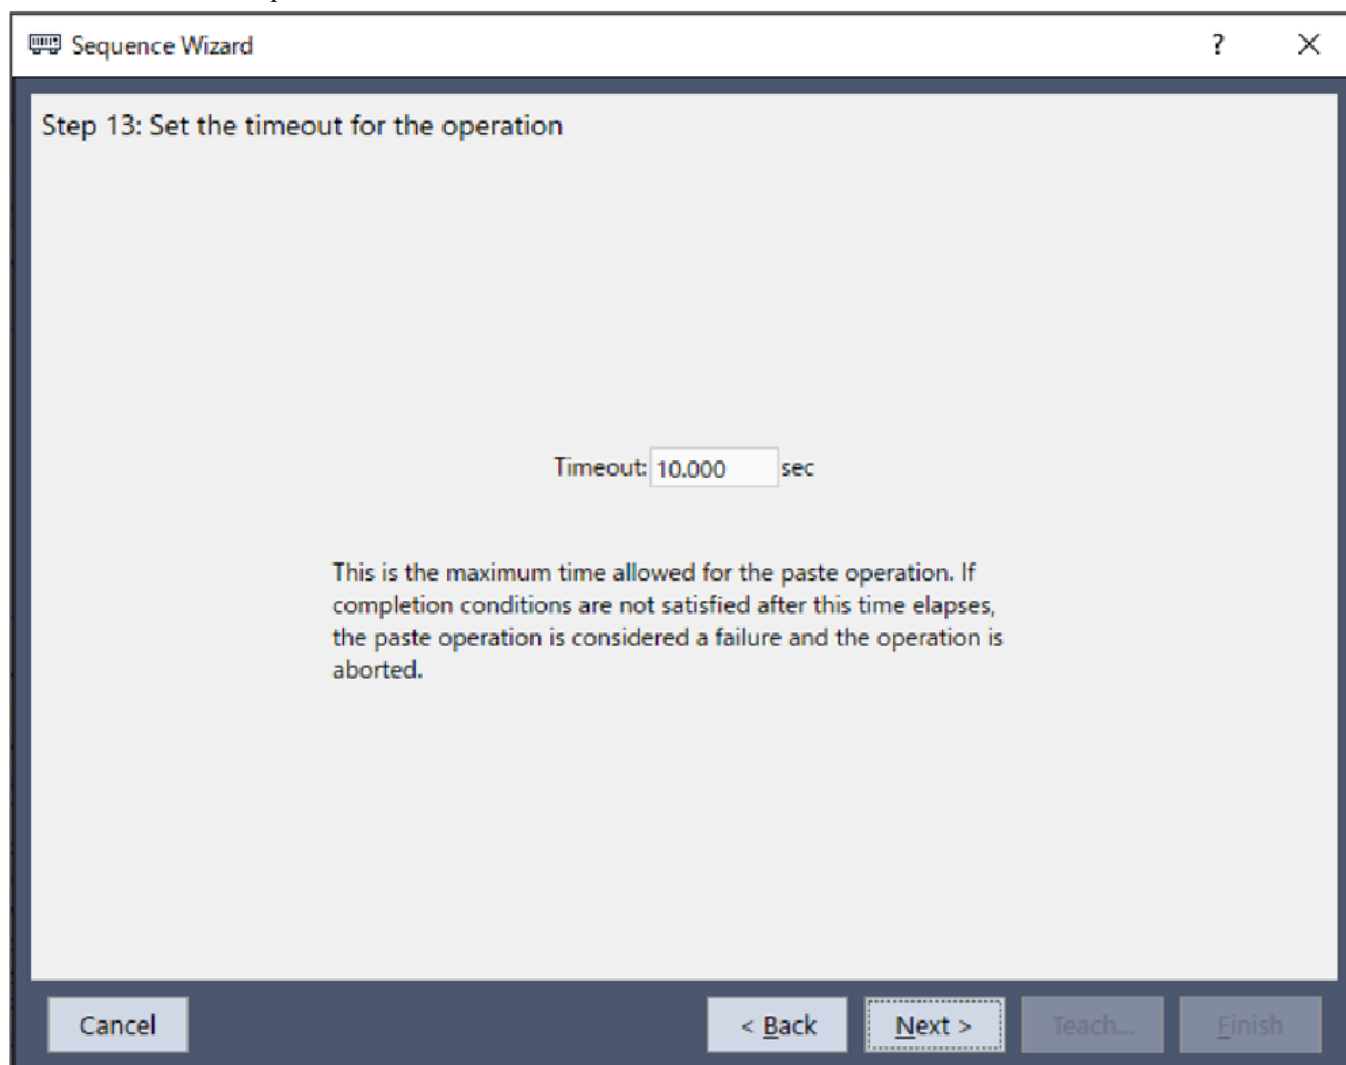 Sequence Wizard ?
Step 13: Set the timeout for the operation
Timeout: 10.000 sec
This is the maximum time allowed for the paste operation. If
completion conditions are not satisfied after this time elapses,
the paste operation is considered a failure and the operation is
aborted.
Cancel < Back Next > Teach... Finish